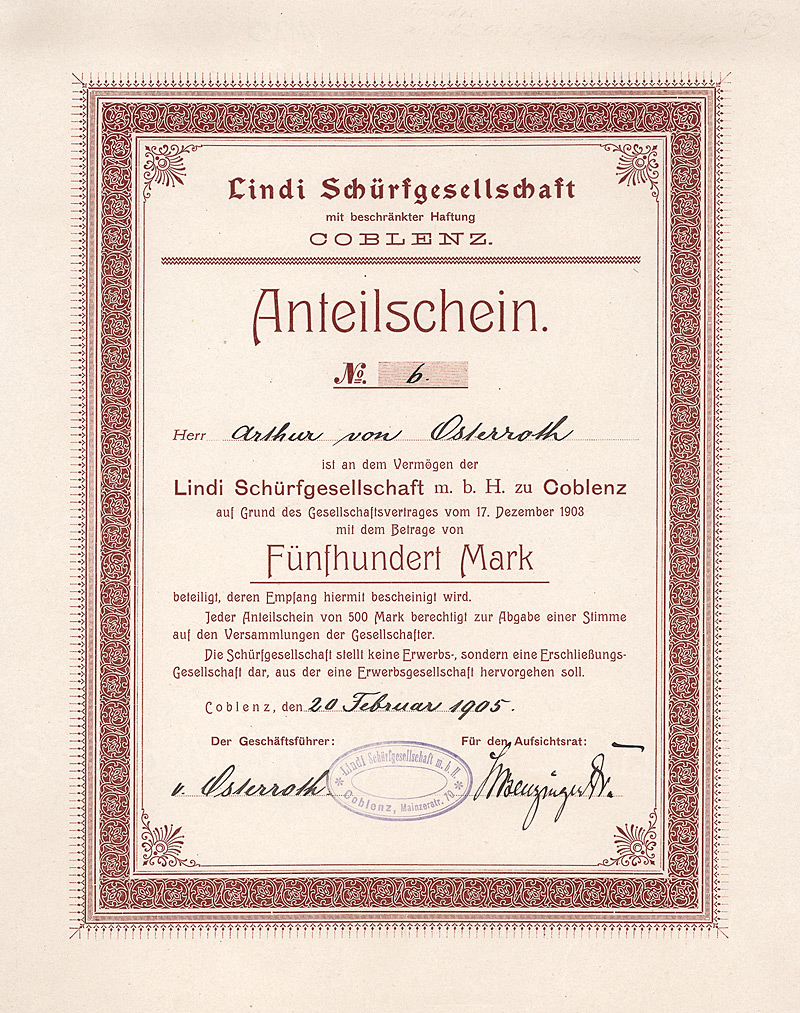 Lindi Schürfgesellschaft
mit beschränkter Haftung
COBLENZ.
Anteilschein.
No. 6.
Herr Arthur von Osterroth
ist an dem Vermögen der
Lindi Schürfgesellschaft m. b. H. zu Coblenz
auf Grund des Gesellschaftsvertrages vom 17. Dezember 1903
mit dem Betrage von
Fünfhundert Mark
beteiligt, deren Empfang hiermit bescheinigt wird.
Jeder Anteilschein von 500 Mark berechtigt zur Abgabe einer Stimme
auf den Versammlungen der Gesellschafter.
Die Schürfgesellschaft stellt keine Erwerbs-, sondern eine Erschließungs-
Gesellschaft dar, aus der eine Erwerbsgesellschaft hervorgehen soll.
Coblenz, den 20 Februar 1905.
Der Geschäftsführer: Für den Aufsichtsrat:
v. Osterroth.
Lindi Schürfgesellschaft m. b. H.
Coblenz, Mainzerstr. 70